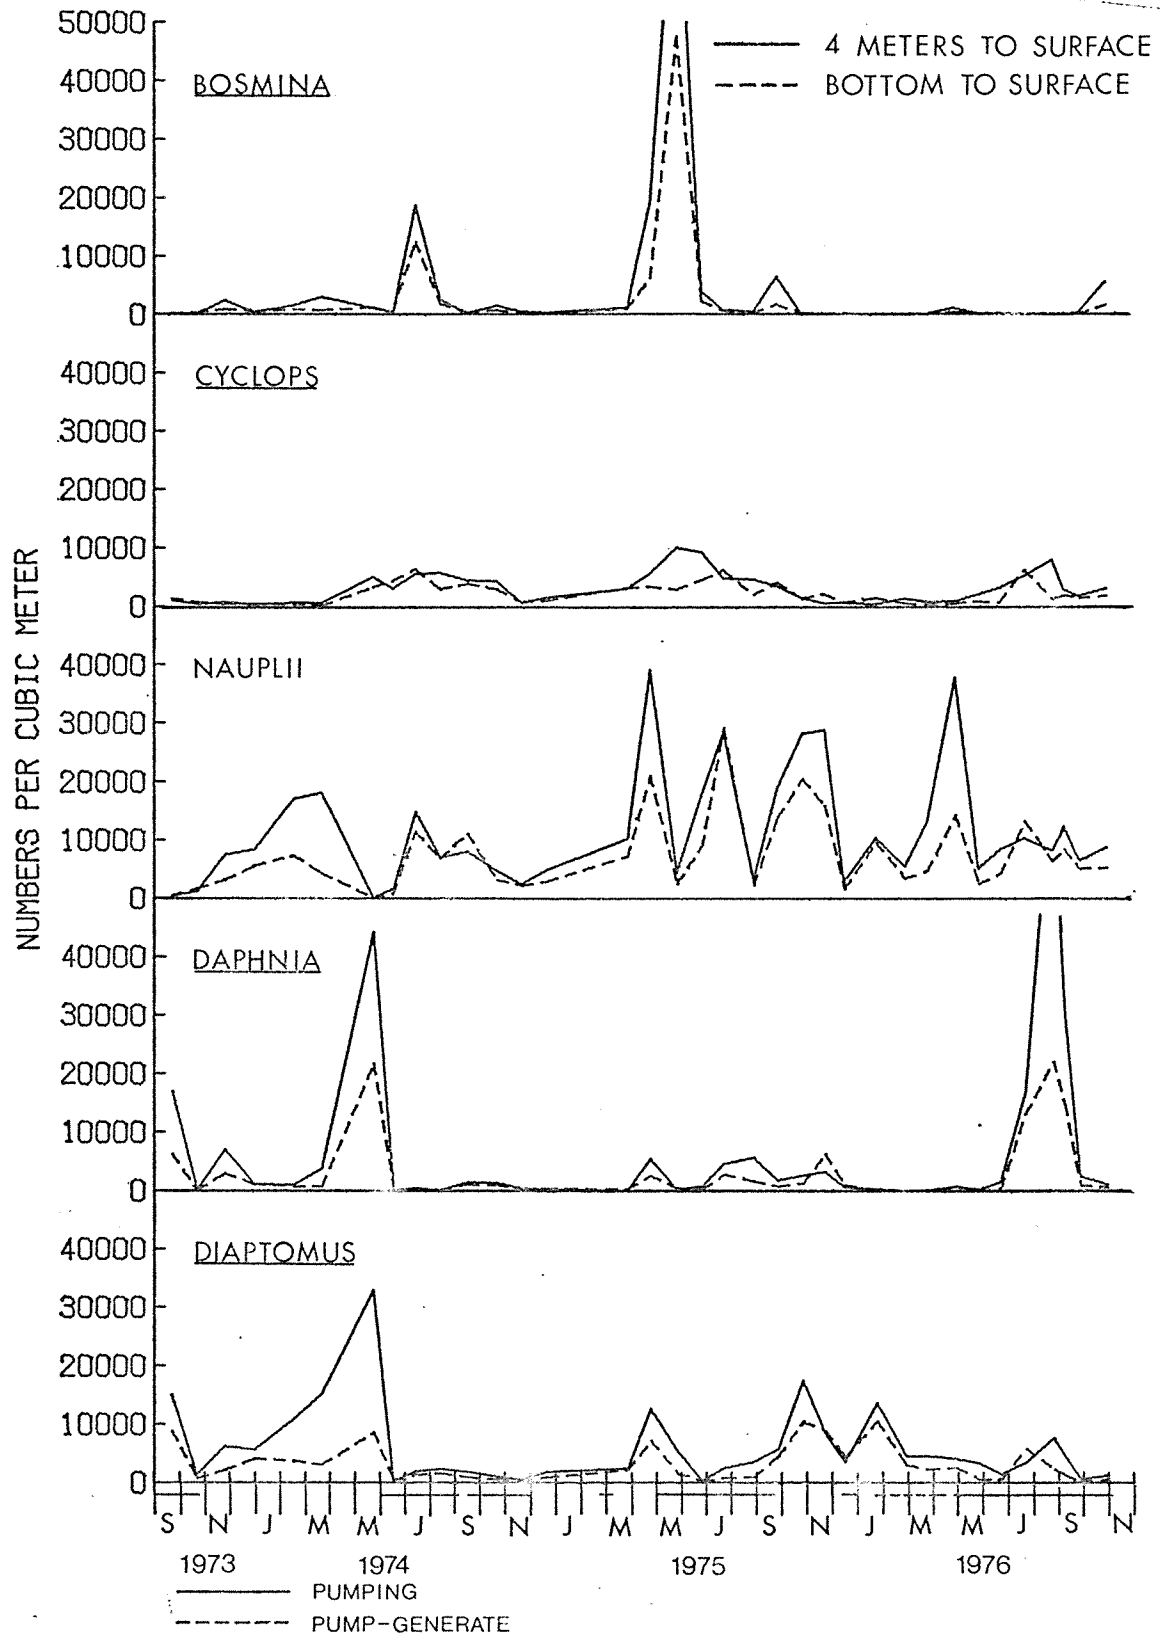 50000
4 METERS TO SURFACE
BOTTOM TO SURFACE
BOSMINA
40000
30000
20000
10000
0
CYCLOPS
40000
30000
20000
10000
0
NAUPLII
40000
30000
20000
10000
0
DAPHNIA
40000
30000
20000
10000
0
DIAPTOMUS
40000
30000
20000
10000
0
NUMBERS PER CUBIC METER
S N J M M J S N J M M J S N J M M J S N
1973 1974 1975 1976
PUMPING
PUMP-GENERATE